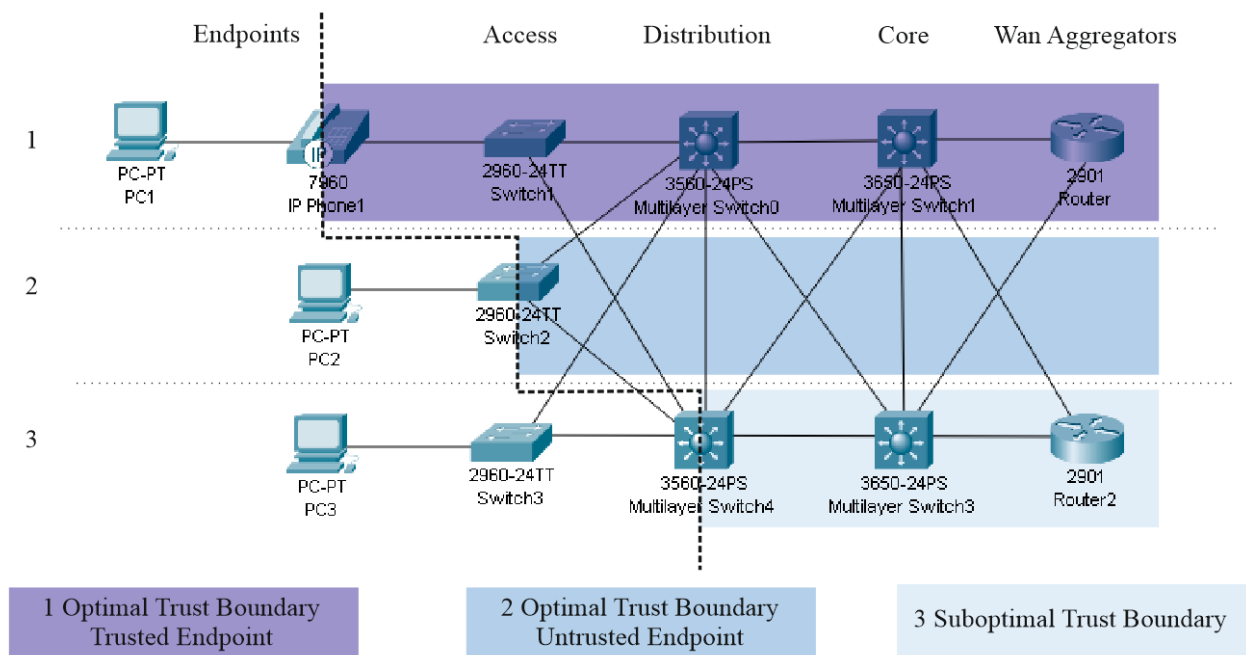 Endpoints Access Distribution Core Wan Aggregators
1
PC-PT
PC1
IP
7960
IP Phone1
2960-24TT
Switch1
3560-24PS
Multilayer Switch0
3650-24PS
Multilayer Switch1
2901
Router
2
PC-PT
PC2
2960-24TT
Switch2
3
PC-PT
PC3
2960-24TT
Switch3
3560-24PS
Multilayer Switch4
3650-24PS
Multilayer Switch3
2901
Router2
1 Optimal Trust Boundary
Trusted Endpoint
2 Optimal Trust Boundary
Untrusted Endpoint
3 Suboptimal Trust Boundary